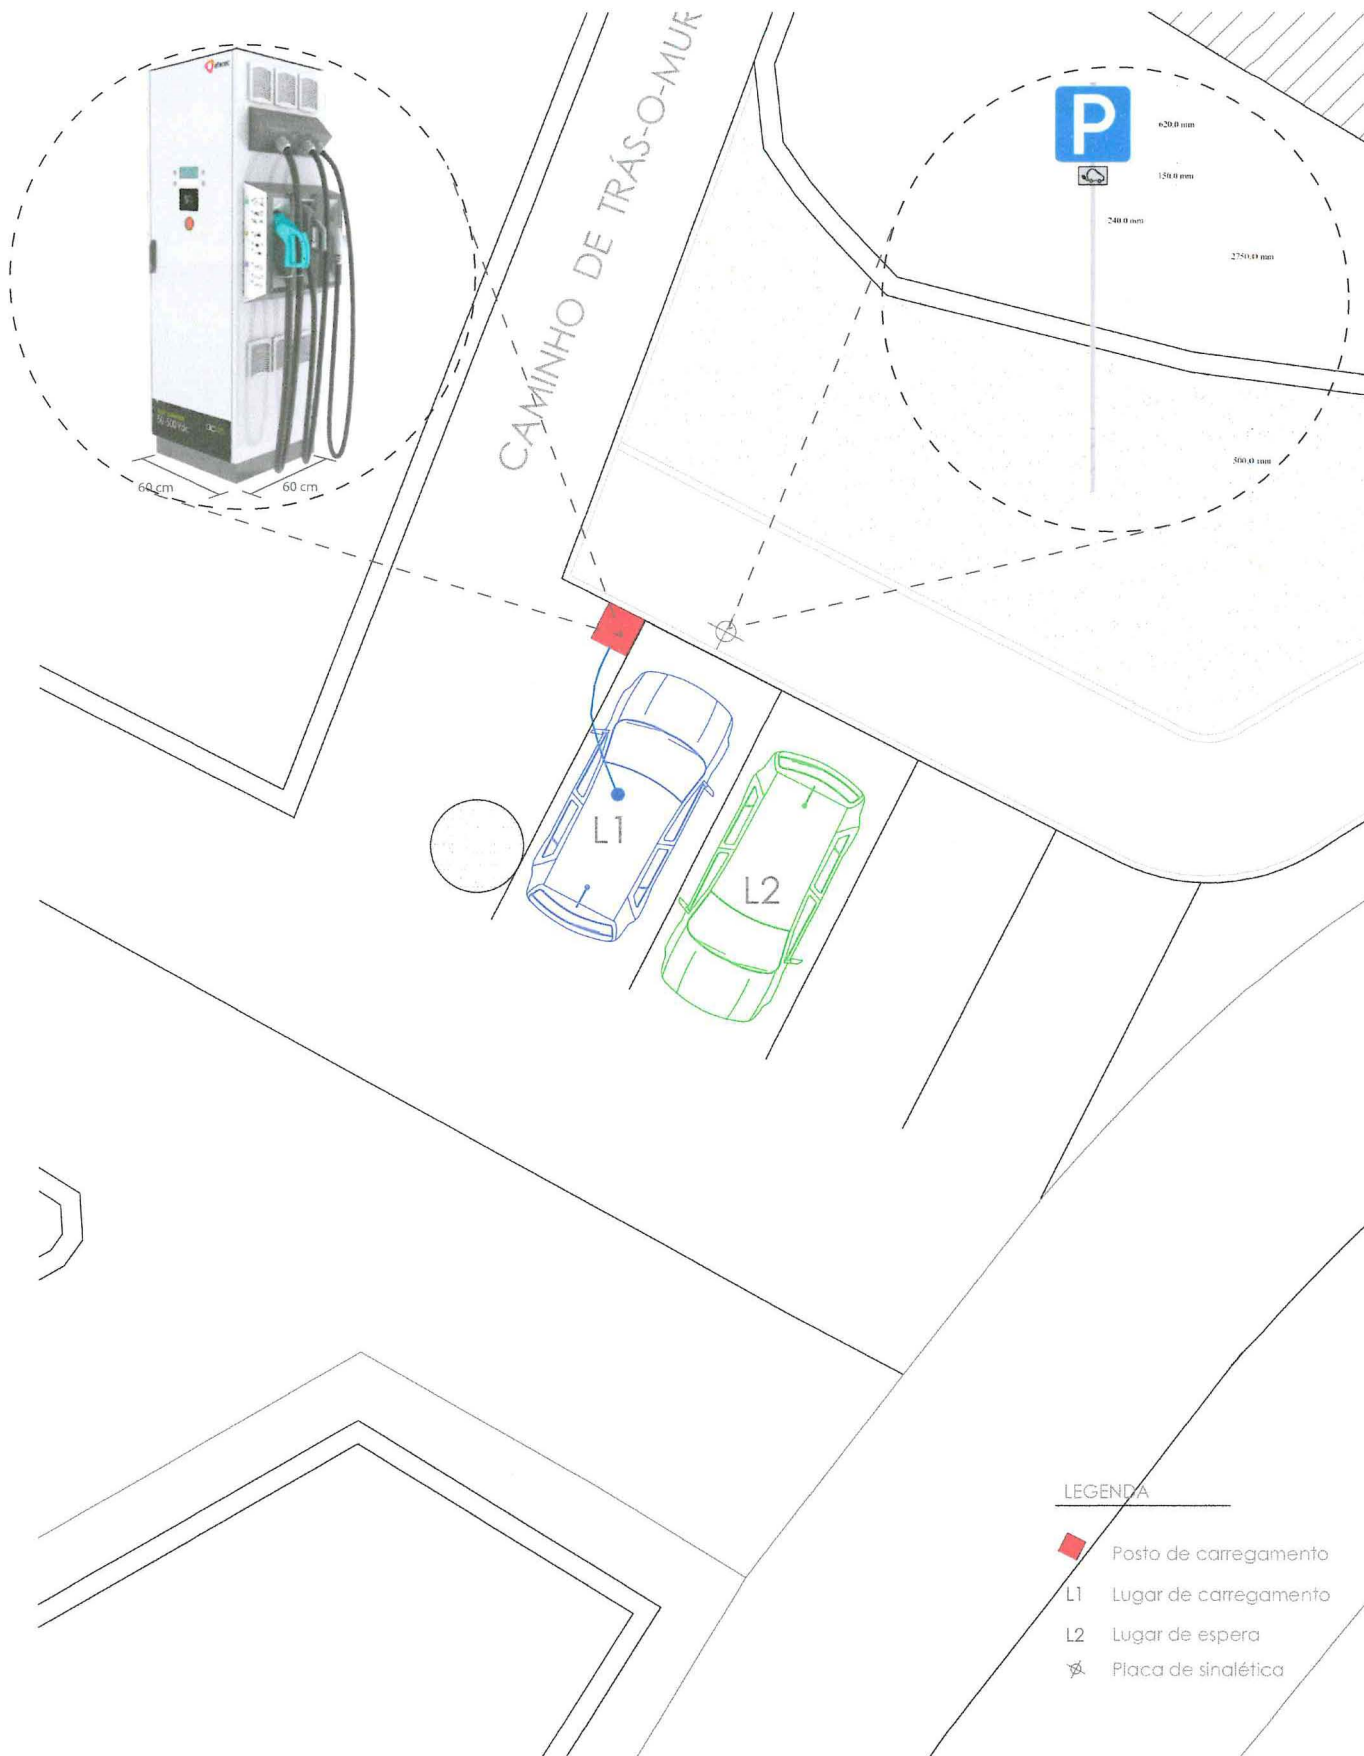 efacec
60 cm
60 cm
CAMINHO DE TRÁS-O-MUR
P
620.0 mm
150.0 mm
240.0 mm
2750.0 mm
500.0 mm
L1
L2
LEGENDA
Posto de carregamento
L1 Lugar de carregamento
L2 Lugar de espera
Placa de sinalética